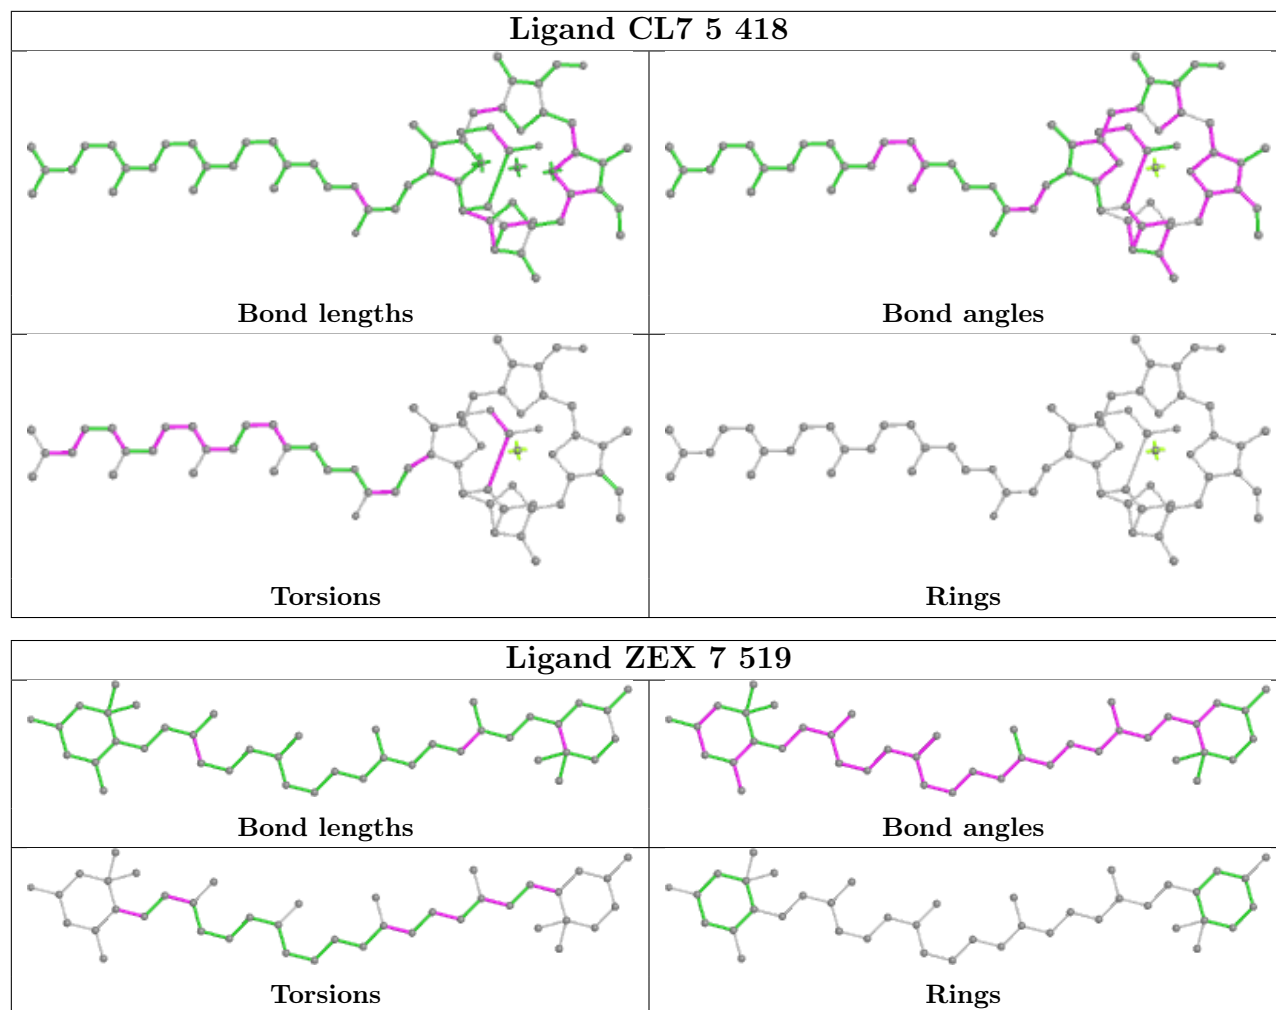 Ligand CL7 5 418
Bond lengths
Bond angles
Torsions
Rings
Ligand ZEX 7 519
Bond lengths
Bond angles
Torsions
Rings